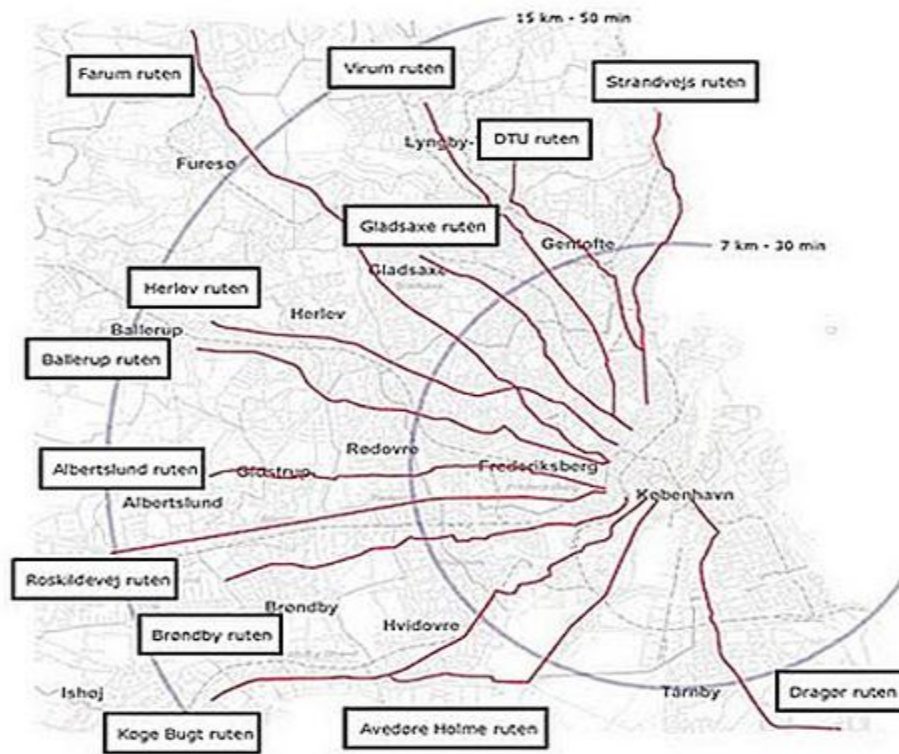 15 km - 50 min
Farum ruten
Virum ruten
Strandvejs ruten
Lyngby-
DTU ruten
Furesø
Gladsaxe ruten
Gentofte
7 km - 30 min
Gladsaxe
Herlev ruten
Herlev
Ballerup
Ballerup ruten
Rødovre
Albertslund ruten
Glostrup
Frederiksberg
Albertslund
København
Roskildevej ruten
Brøndby
Brøndby ruten
Hvidovre
Ishøj
Tårnby
Dragør ruten
Køge Bugt ruten
Avedøre Holme ruten